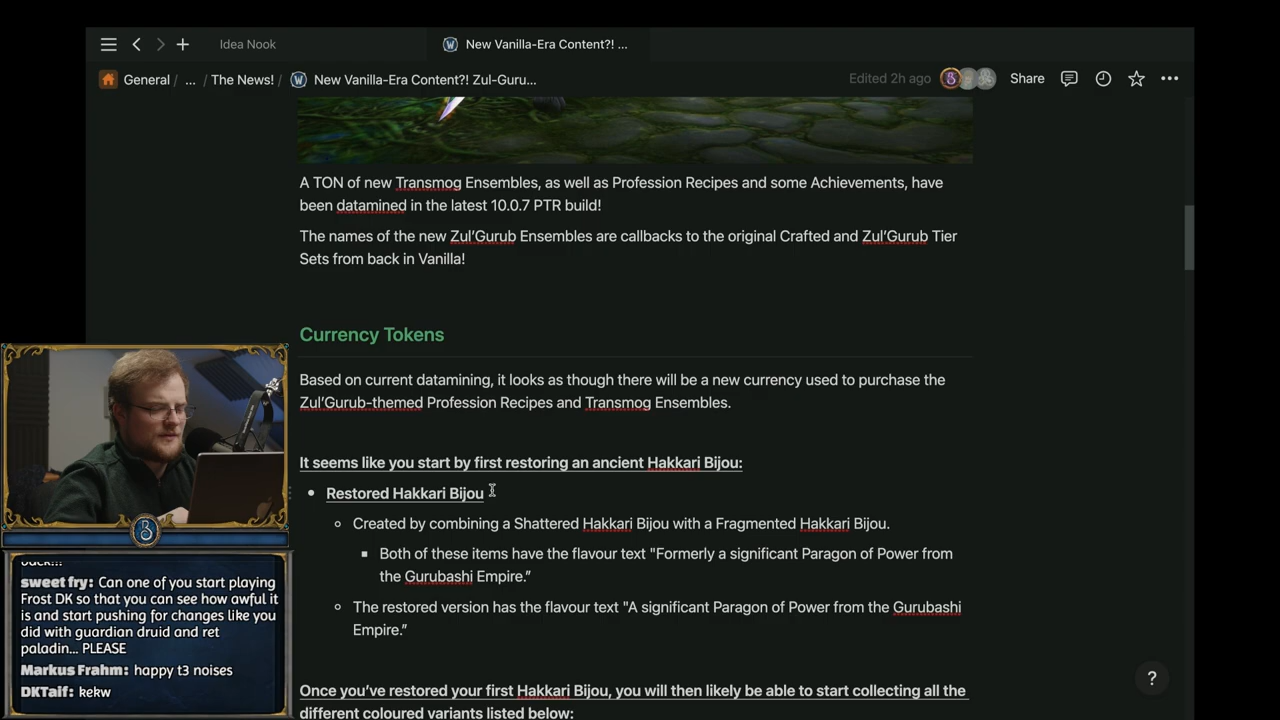 Idea Nook
New Vanilla-Era Content?! ...
General / ... / The News! / New Vanilla-Era Content?! Zul-Guru...
Edited 2h ago
Share
A TON of new Transmog Ensembles, as well as Profession Recipes and some Achievements, have
been datamined in the latest 10.0.7 PTR build!
The names of the new Zul’Gurub Ensembles are callbacks to the original Crafted and Zul’Gurub Tier
Sets from back in Vanilla!
Currency Tokens
Based on current datamining, it looks as though there will be a new currency used to purchase the
Zul’Gurub-themed Profession Recipes and Transmog Ensembles.
It seems like you start by first restoring an ancient Hakkari Bijou:
• Restored Hakkari Bijou
Created by combining a Shattered Hakkari Bijou with a Fragmented Hakkari Bijou.
Both of these items have the flavour text "Formerly a significant Paragon of Power from
the Gurubashi Empire.”
The restored version has the flavour text "A significant Paragon of Power from the Gurubashi
Empire.”
Once you’ve restored your first Hakkari Bijou, you will then likely be able to start collecting all the
different coloured variants listed below:
?
sweet fry: Can one of you start playing
Frost DK so that you can see how awful it
is and start pushing for changes like you
did with guardian druid and ret
paladin... PLEASE
Markus Frahm: happy t3 noises
DKTaif: kekw